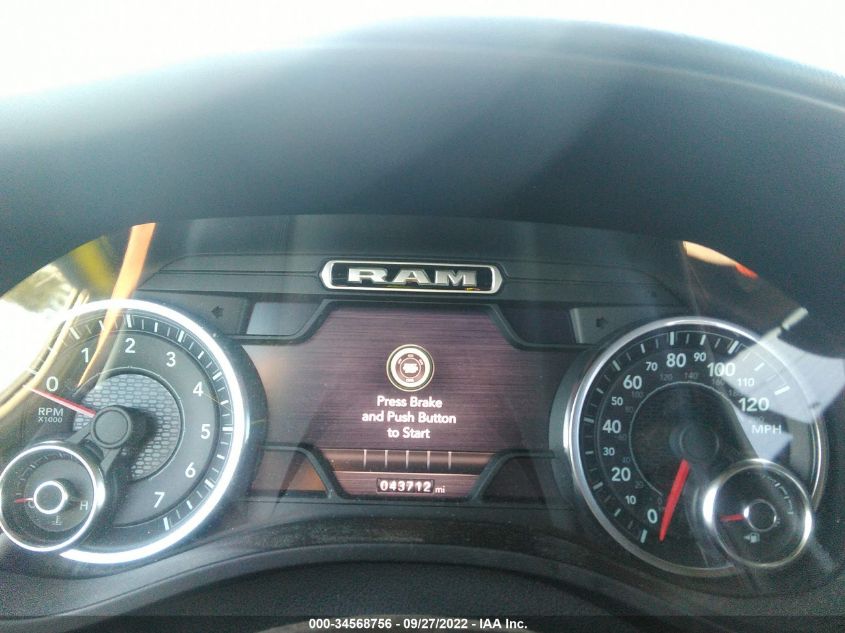 RAM
0 1 2 3 4 5 6 7
RPM
X1000
C H
Press Brake
and Push Button
to Start
043712 mi
0 10 20 30 40 50 60 70 80 90 100 110 120
MPH
000-34568756 - 09/27/2022 - IAA Inc.